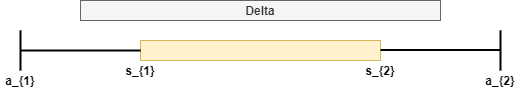 Delta
s_{1}
s_{2}
a_{1}
a_{2}